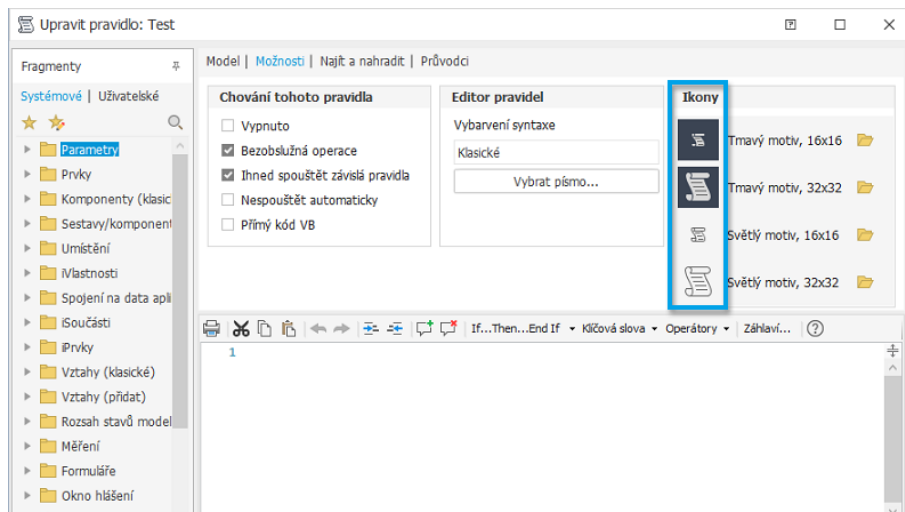 Upravit pravidlo: Test
Fragmenty
Systémové | Uživatelské
Parametry
Prvky
Komponenty (klasic
Sestavy/komponent
Umístění
iVlastnosti
Spojení na data apli
iSoučásti
iPrvky
Vztahy (klasické)
Vztahy (přidat)
Rozsah stavů model
Měření
Formuláře
Okno hlášení
Model | Možnosti | Najít a nahradit | Průvodci
Chování tohoto pravidla
Vypnuto
Bezobslužná operace
Ihned spouštět závislá pravidla
Nespouštět automaticky
Přímý kód VB
Editor pravidel
Vybarvení syntaxe
Klasické
Vybrat písmo...
Ikony
Tmavý motiv, 16x16
Tmavý motiv, 32x32
Světlý motiv, 16x16
Světlý motiv, 32x32
If...Then...End If Klíčová slova Operátory Záhlaví...
1